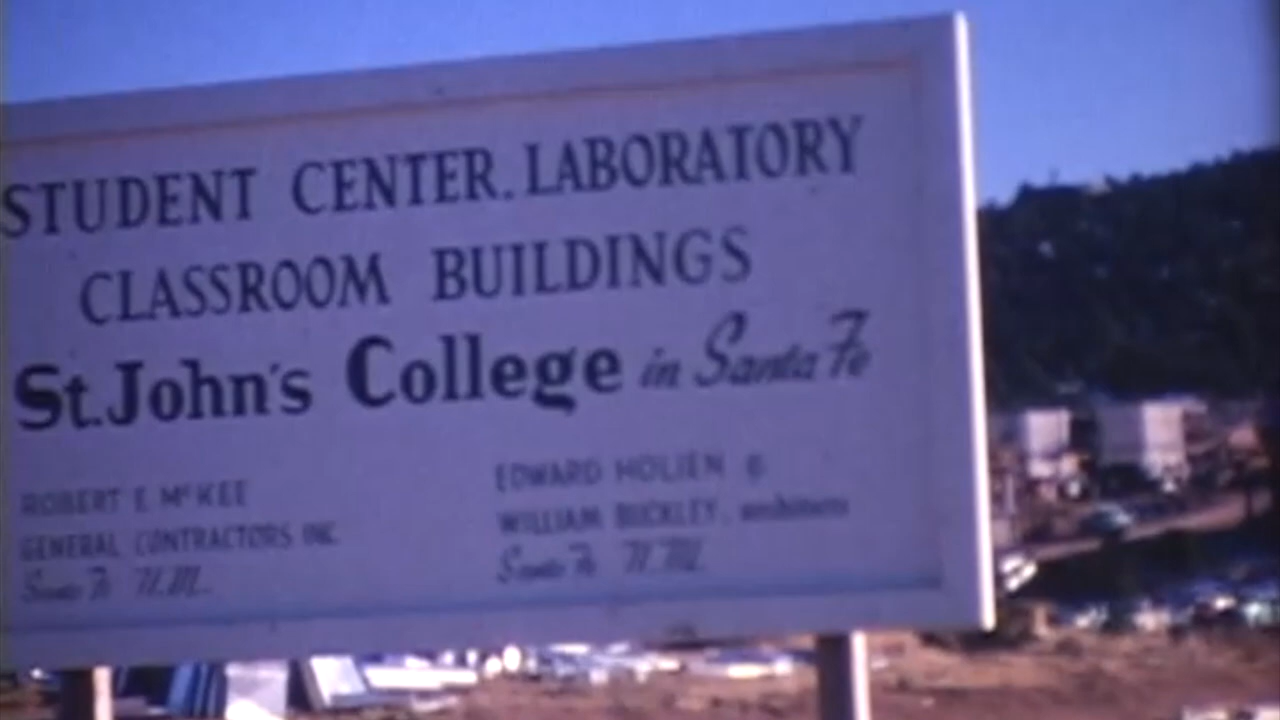 STUDENT CENTER, LABORATORY
CLASSROOM BUILDINGS
St. John's College in Santa Fe
ROBERT E. McKEE
GENERAL CONTRACTORS INC
Santa Fe N.M.
EDWARD HOLIEN &
WILLIAM BUCKLEY, architects
Santa Fe N.M.